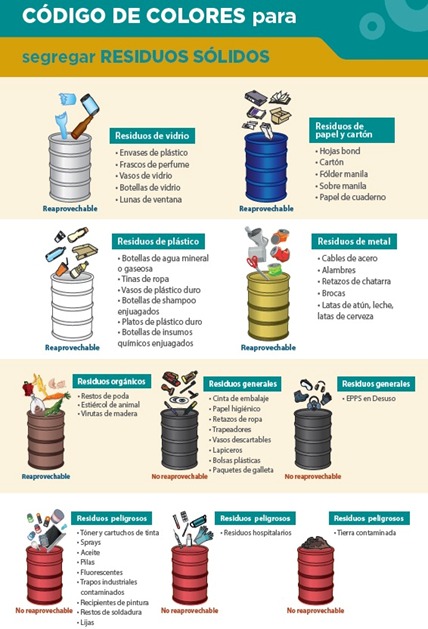 CÓDIGO DE COLORES para
segregar RESIDUOS SÓLIDOS
Residuos de vidrio
• Envases de plástico
• Frascos de perfume
• Vasos de vidrio
• Botellas de vidrio
• Lunas de ventana
Reaprovechable
Residuos de
papel y cartón
• Hojas bond
• Cartón
• Fólder manila
• Sobre manila
• Papel de cuaderno
Reaprovechable
Residuos de plástico
• Botellas de agua mineral
o gaseosa
• Tinas de ropa
• Vasos de plástico duro
• Botellas de shampoo
enjuagados
• Platos de plástico duro
• Botellas de insumos
químicos enjuagados
Reaprovechable
Residuos de metal
• Cables de acero
• Alambres
• Retazos de chatarra
• Brocas
• Latas de atún, leche,
latas de cerveza
Reaprovechable
Residuos orgánicos
• Restos de poda
• Estiércol de animal
• Virutas de madera
Reaprovechable
Residuos generales
• Cinta de embalaje
• Papel higiénico
• Retazos de ropa
• Trapeadores
• Vasos descartables
• Lapiceros
• Bolsas plásticas
• Paquetes de galleta
No reaprovechable
Residuos generales
• EPPS en Desuso
No reaprovechable
Residuos peligrosos
• Tóner y cartuchos de tinta
• Sprays
• Aceite
• Pilas
• Fluorescentes
• Trapos industriales
contaminados
• Recipientes de pintura
• Restos de soldadura
• Lijas
No reaprovechable
Residuos peligrosos
• Residuos hospitalarios
No reaprovechable
Residuos peligrosos
• Tierra contaminada
No reaprovechable